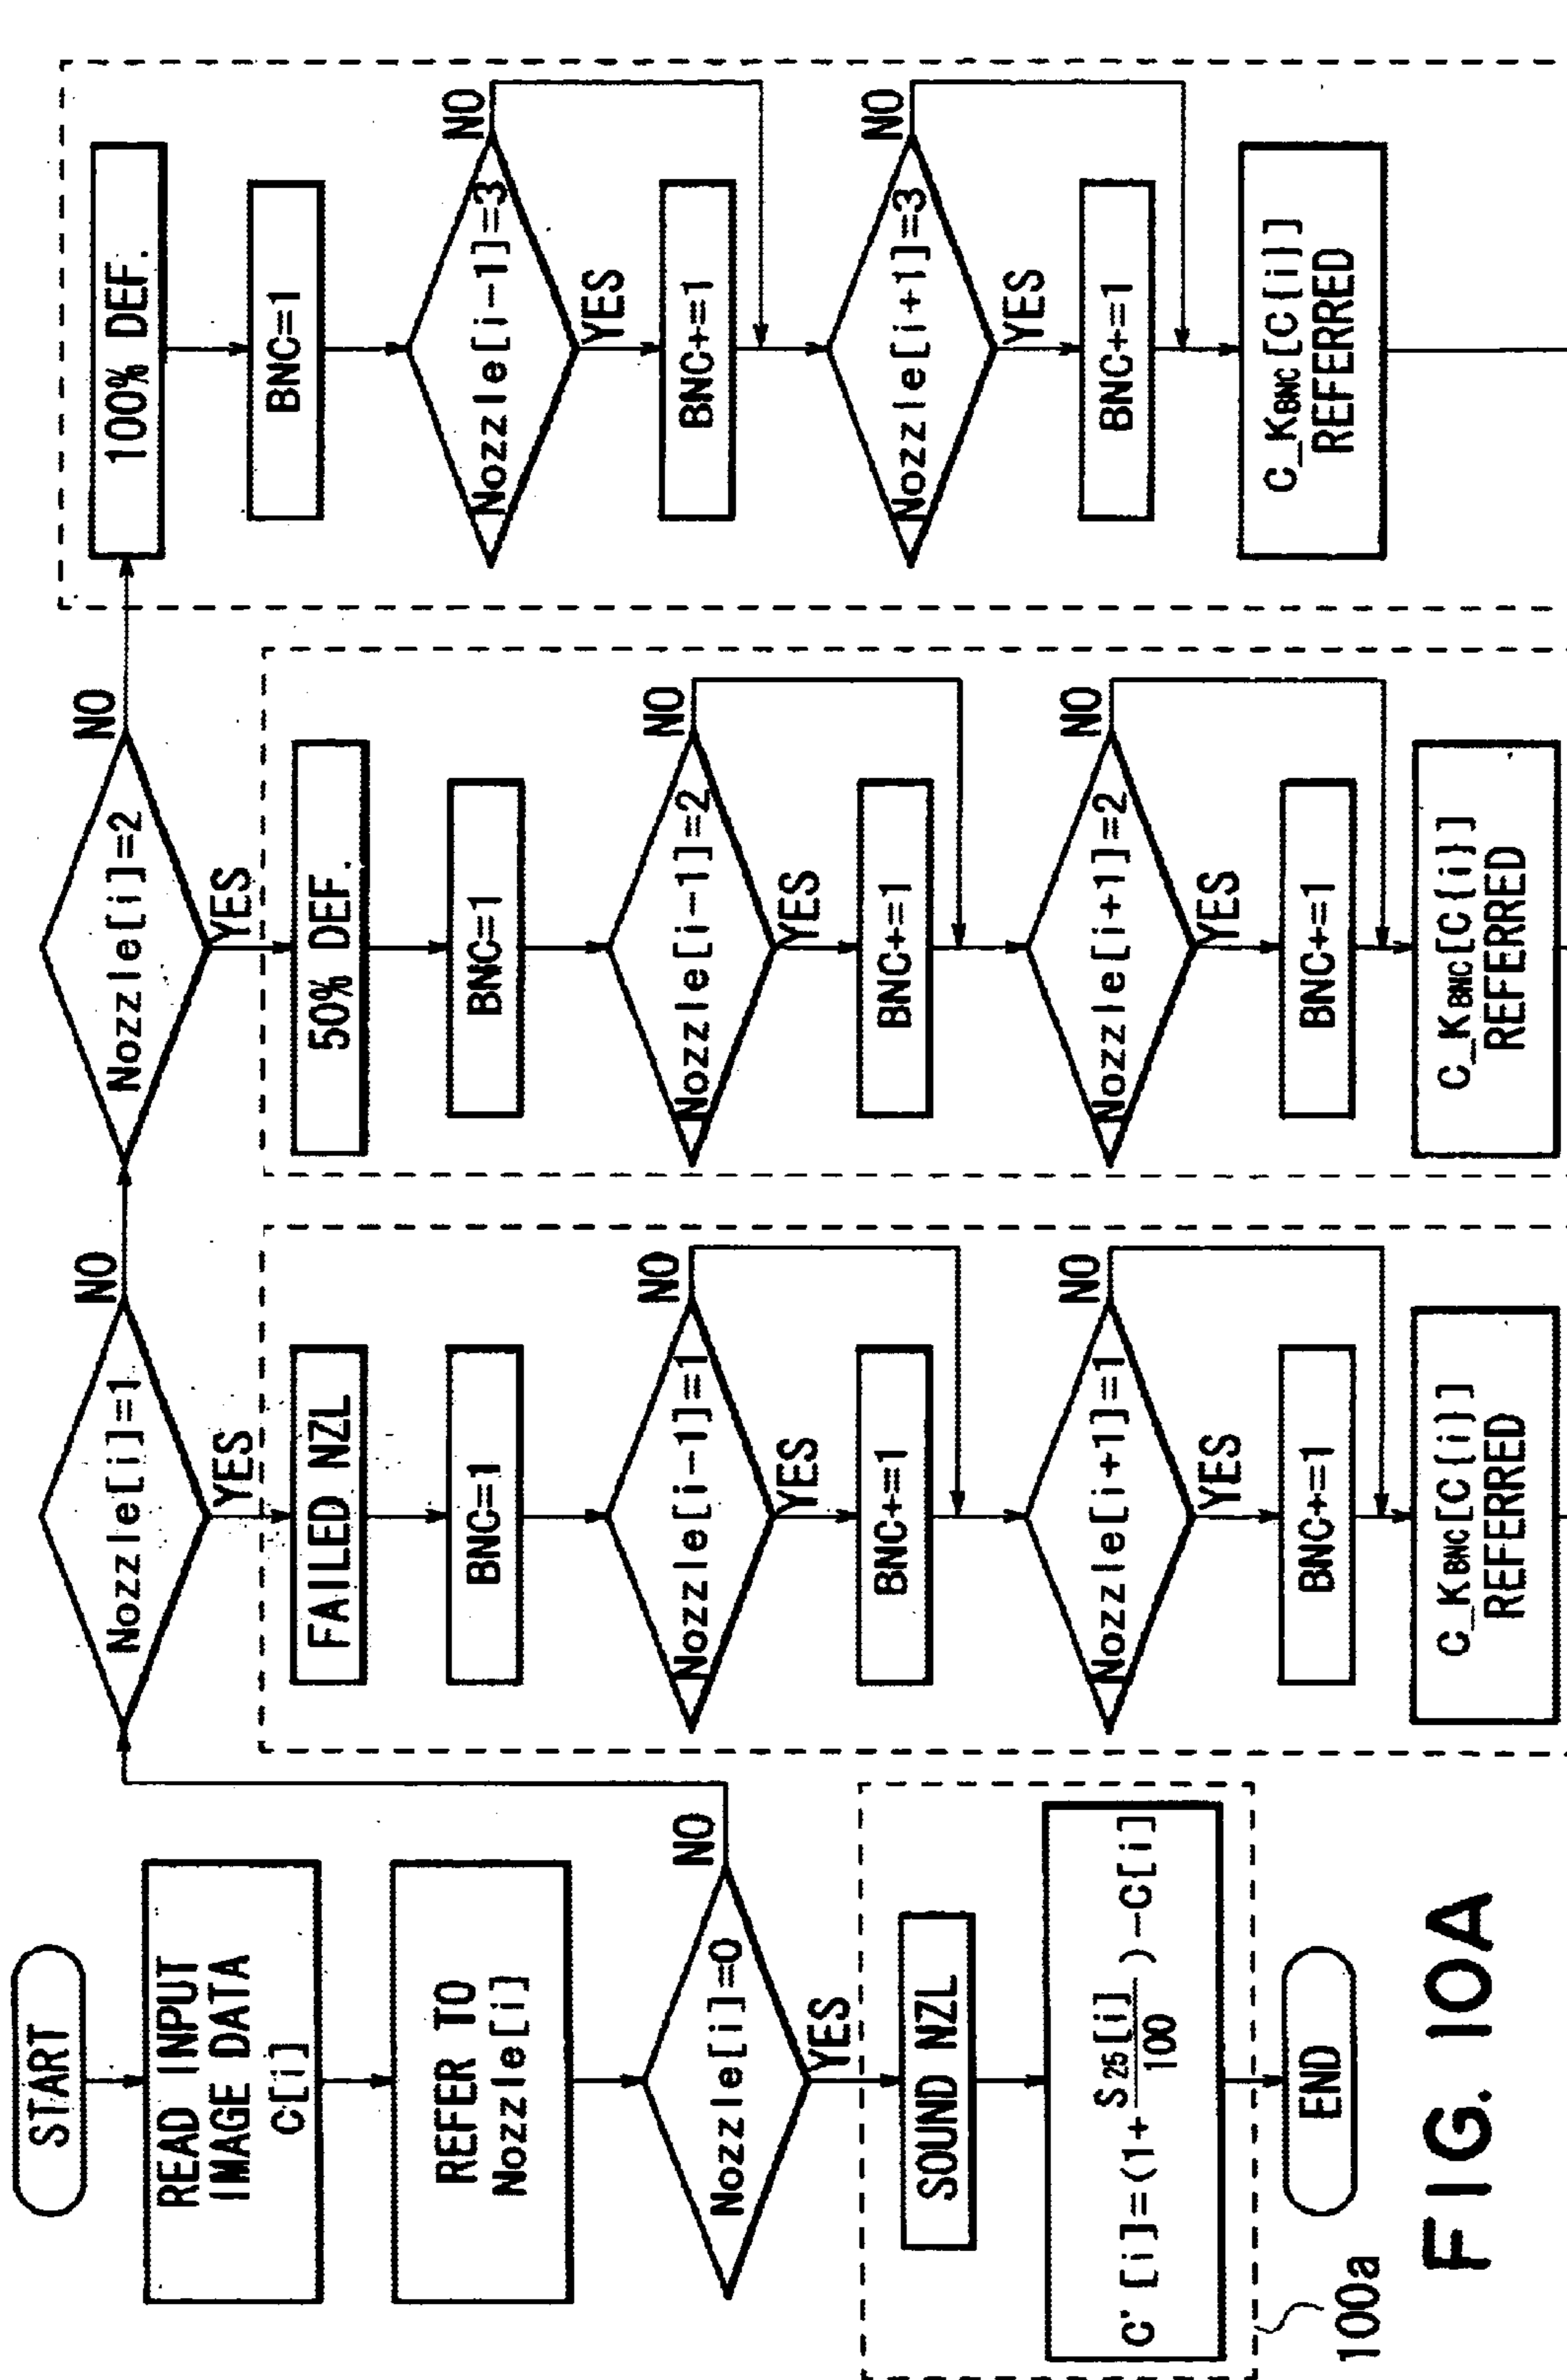 START
READ INPUT
IMAGE DATA
C[i]
REFER TO
Nozzle[i]
Nozzle[i]=0
NO
YES
SOUND NZL
C'[i]=(1+ S25[i]/100 )-C[i]
END
100a
Nozzle[i]=1
NO
YES
FAILED NZL
BNC=1
Nozzle[i-1]=1
NO
YES
BNC+=1
Nozzle[i+1]=1
NO
YES
BNC+=1
C_KBNC[C{i}]
REFERRED
Nozzle[i]=2
NO
YES
50% DEF.
BNC=1
Nozzle[i-1]=2
NO
YES
BNC+=1
Nozzle[i+1]=2
NO
YES
BNC+=1
C_KBNC[C{i}]
REFERRED
100% DEF.
BNC=1
Nozzle[i-1]=3
NO
YES
BNC+=1
Nozzle[i+1]=3
NO
YES
BNC+=1
C_KBNC[C{i}]
REFERRED
FIG. 10A